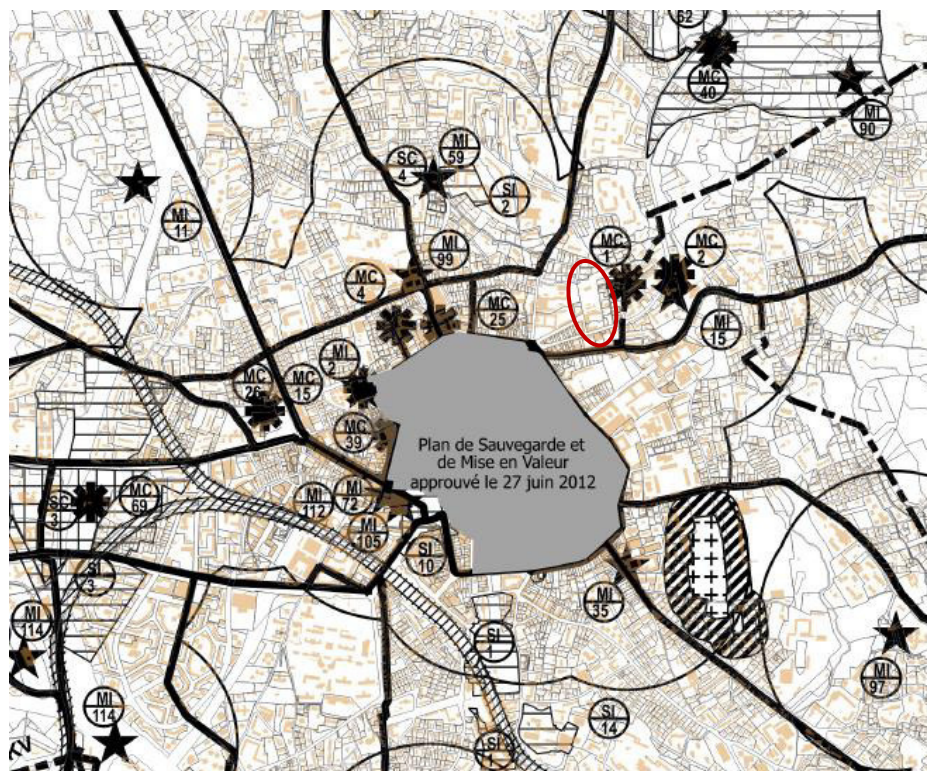 62
MC
40
MI
90
MI
59
SC
4
SI
2
MI
11
MI
99
MC
1
MC
2
MC
4
MC
25
MI
15
MI
2
MC
26
MC
15
MC
39
Plan de Sauvegarde et
de Mise en Valeur
approuvé le 27 juin 2012
SC
3
MC
69
MI
112
MI
72
MI
105
SI
10
SI
3
MI
35
MI
114
SI
1
MI
97
MI
114
SI
14